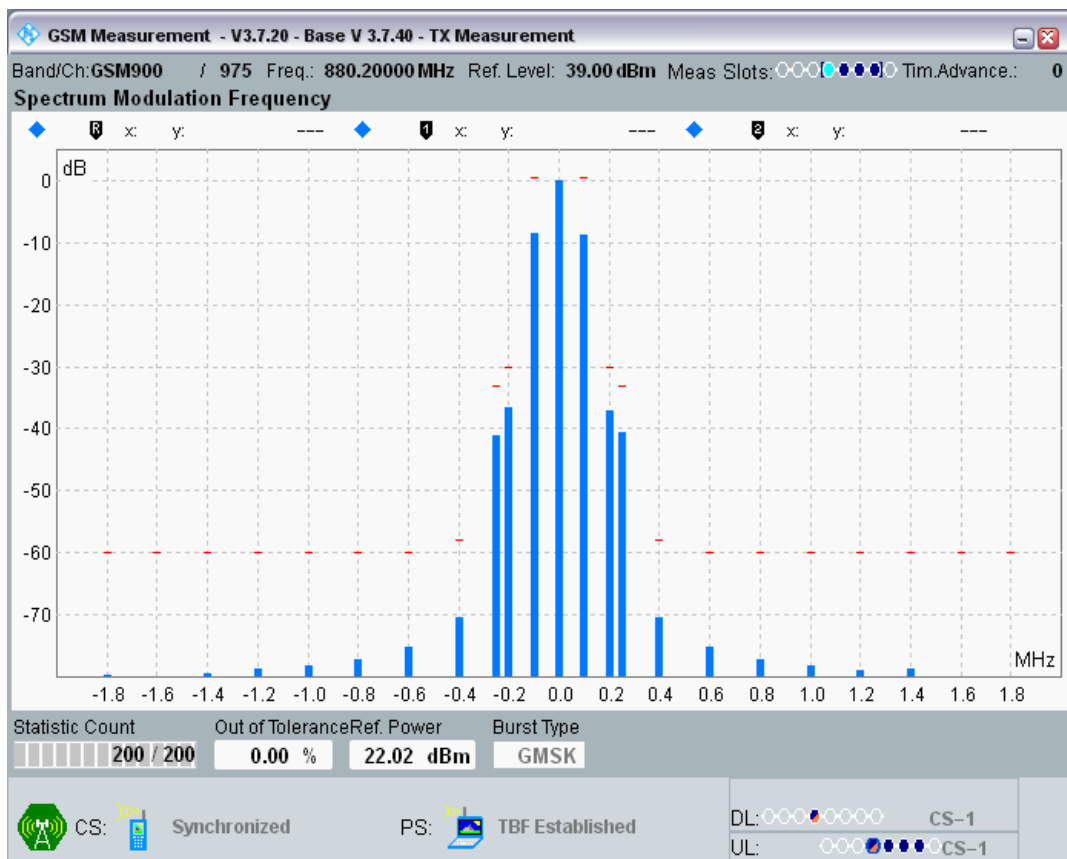 GSM Measurement - V3.7.20 - Base V 3.7.40 - TX Measurement
Band/Ch:GSM900 / 975 Freq.: 880.20000 MHz Ref. Level: 39.00 dBm Meas Slots: Tim.Advance.: 0
Spectrum Modulation Frequency
R x: y: --- 1 x: y: --- 2 x: y: ---
dB
0
-10
-20
-30
-40
-50
-60
-70
MHz
-1.8 -1.6 -1.4 -1.2 -1.0 -0.8 -0.6 -0.4 -0.2 0.0 0.2 0.4 0.6 0.8 1.0 1.2 1.4 1.6 1.8
Statistic Count Out of Tolerance Ref. Power Burst Type
200 / 200 0.00 % 22.02 dBm GMSK
CS: Synchronized PS: TBF Established
DL: CS-1
UL: CS-1